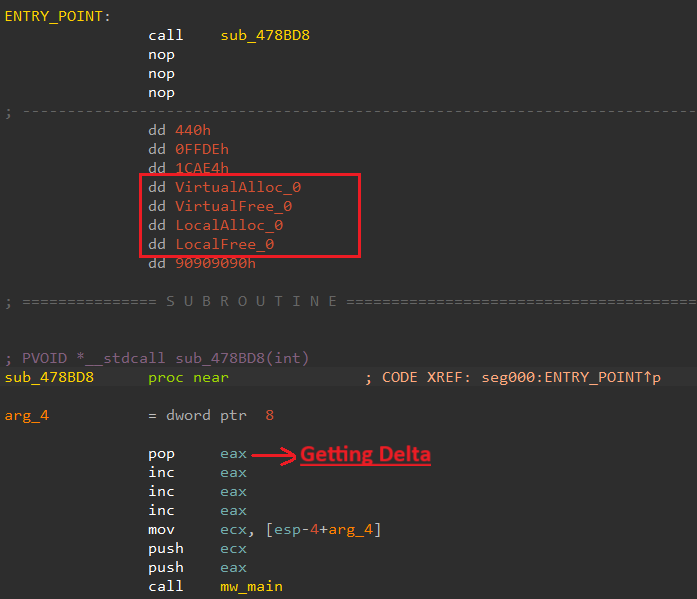 ENTRY_POINT:
call sub_478BD8
nop
nop
nop
; ---------------------------------------------------------------------------
dd 440h
dd 0FFDEh
dd 1CAE4h
dd VirtualAlloc_0
dd VirtualFree_0
dd LocalAlloc_0
dd LocalFree_0
dd 90909090h
; =============== S U B R O U T I N E =======================================
; PVOID *__stdcall sub_478BD8(int)
sub_478BD8 proc near ; CODE XREF: seg000:ENTRY_POINT↑p
arg_4 = dword ptr 8
pop eax Getting Delta
inc eax
inc eax
inc eax
mov ecx, [esp-4+arg_4]
push ecx
push eax
call mw_main